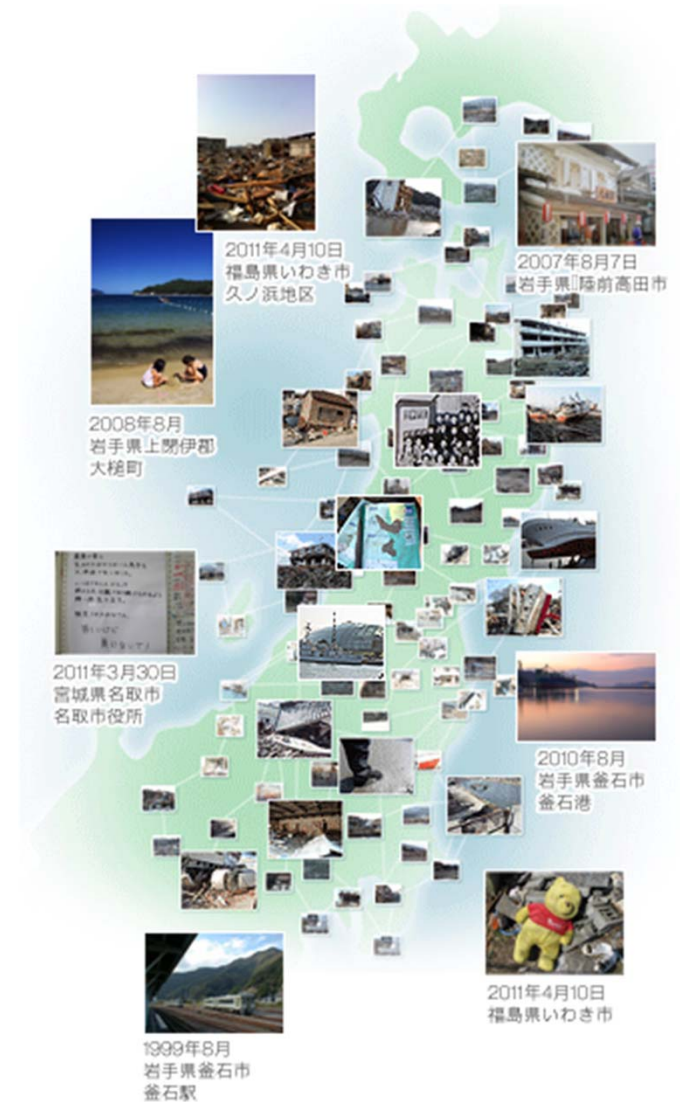 2011年4月10日
福島県いわき市
久ノ浜地区
2007年8月7日
岩手県 陸前高田市
2008年8月
岩手県上閉伊郡
大槌町
2011年3月30日
宮城県名取市
名取市役所
2010年8月
岩手県釜石市
釜石港
2011年4月10日
福島県いわき市
1999年8月
岩手県釜石市
釜石駅